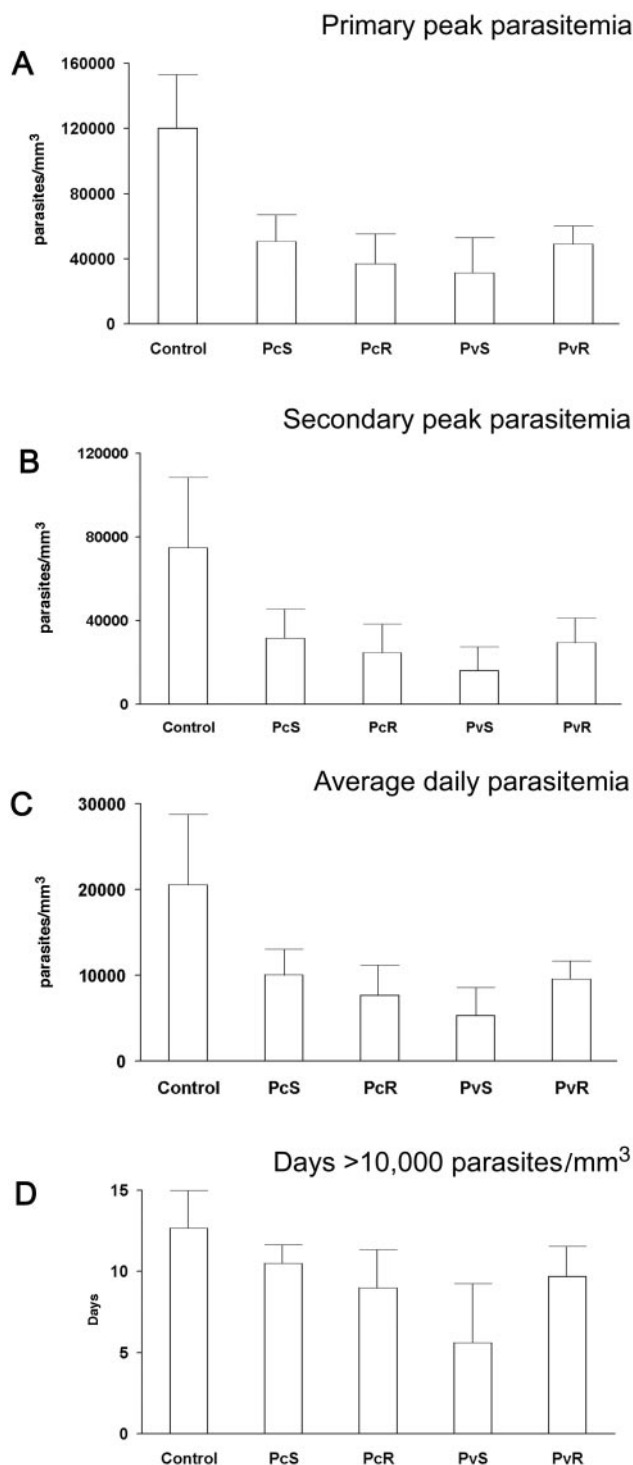 Primary peak parasitemia
A
160000
120000
80000
40000
0
parasites/mm³
Control PcS PcR PvS PvR
Secondary peak parasitemia
B
120000
80000
40000
0
parasites/mm³
Control PcS PcR PvS PvR
Average daily parasitemia
C
30000
20000
10000
0
parasites/mm³
Control PcS PcR PvS PvR
Days >10,000 parasites/mm³
D
15
10
5
0
Days
Control PcS PcR PvS PvR